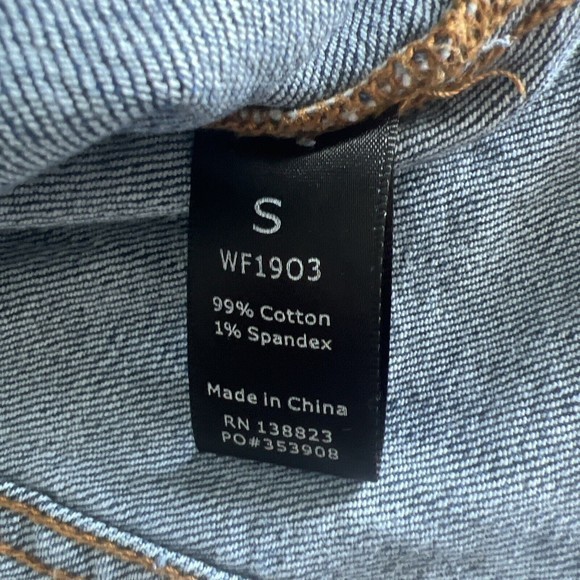 S
WF1903
99% Cotton
1% Spandex
Made in China
RN 138823
PO#353908